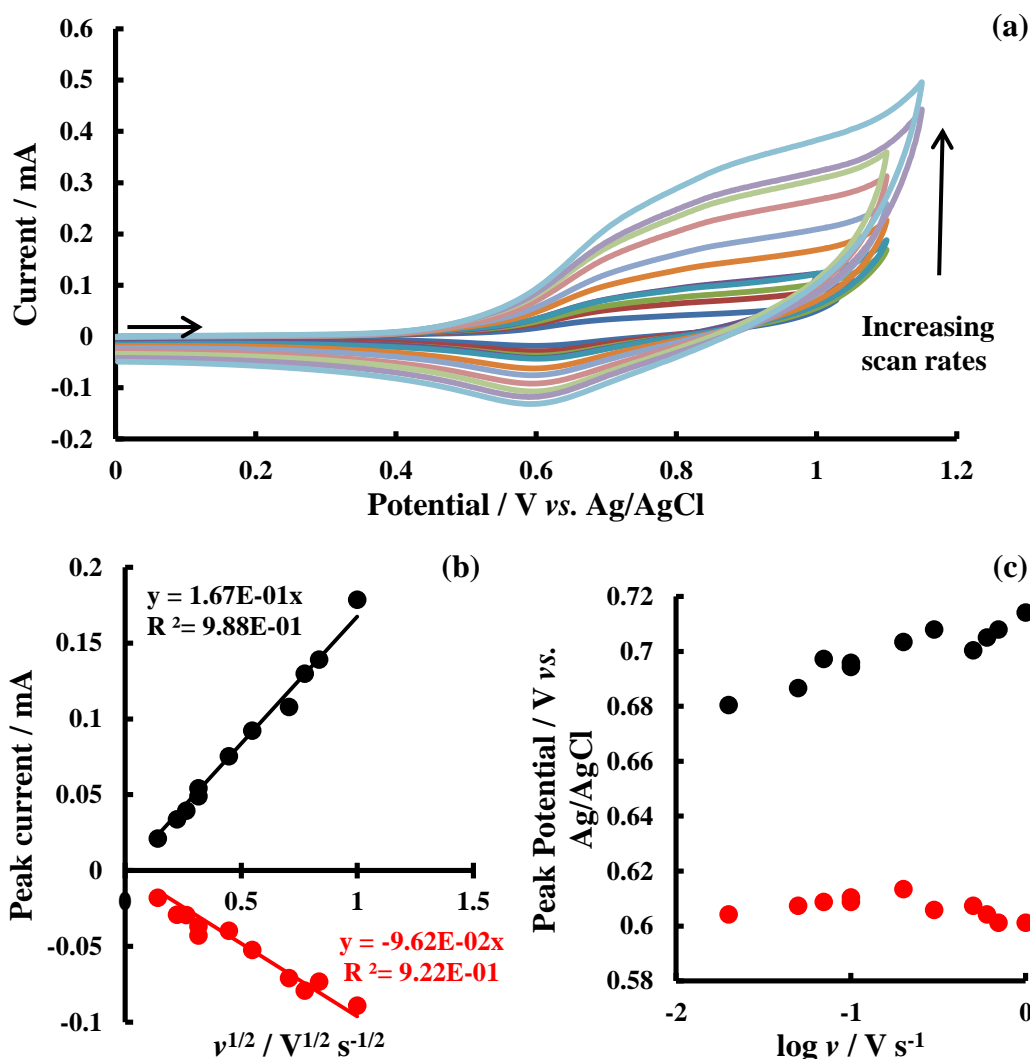 (a)
0.6
0.5
0.4
0.3
0.2
0.1
0
-0.1
-0.2
Current / mA
Increasing
scan rates
0 0.2 0.4 0.6 0.8 1 1.2
Potential / V vs. Ag/AgCl
(b)
y = 1.67E-01x
R ²= 9.88E-01
0.2
0.15
0.1
0.05
0
-0.05
-0.1
Peak current / mA
0 0.5 1 1.5
y = -9.62E-02x
R ²= 9.22E-01
v^1/2 / V^1/2 s^-1/2
(c)
0.72
0.7
0.68
0.66
0.64
0.62
0.6
0.58
Peak Potential / V vs.
Ag/AgCl
-2 -1 0
log v / V s^-1